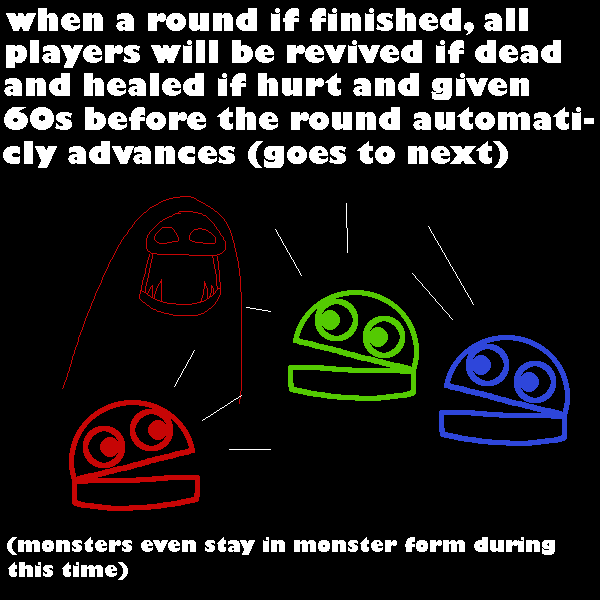 when a round if finished, all
players will be revived if dead
and healed if hurt and given
60s before the round automati-
cly advances (goes to next)
(monsters even stay in monster form during
this time)